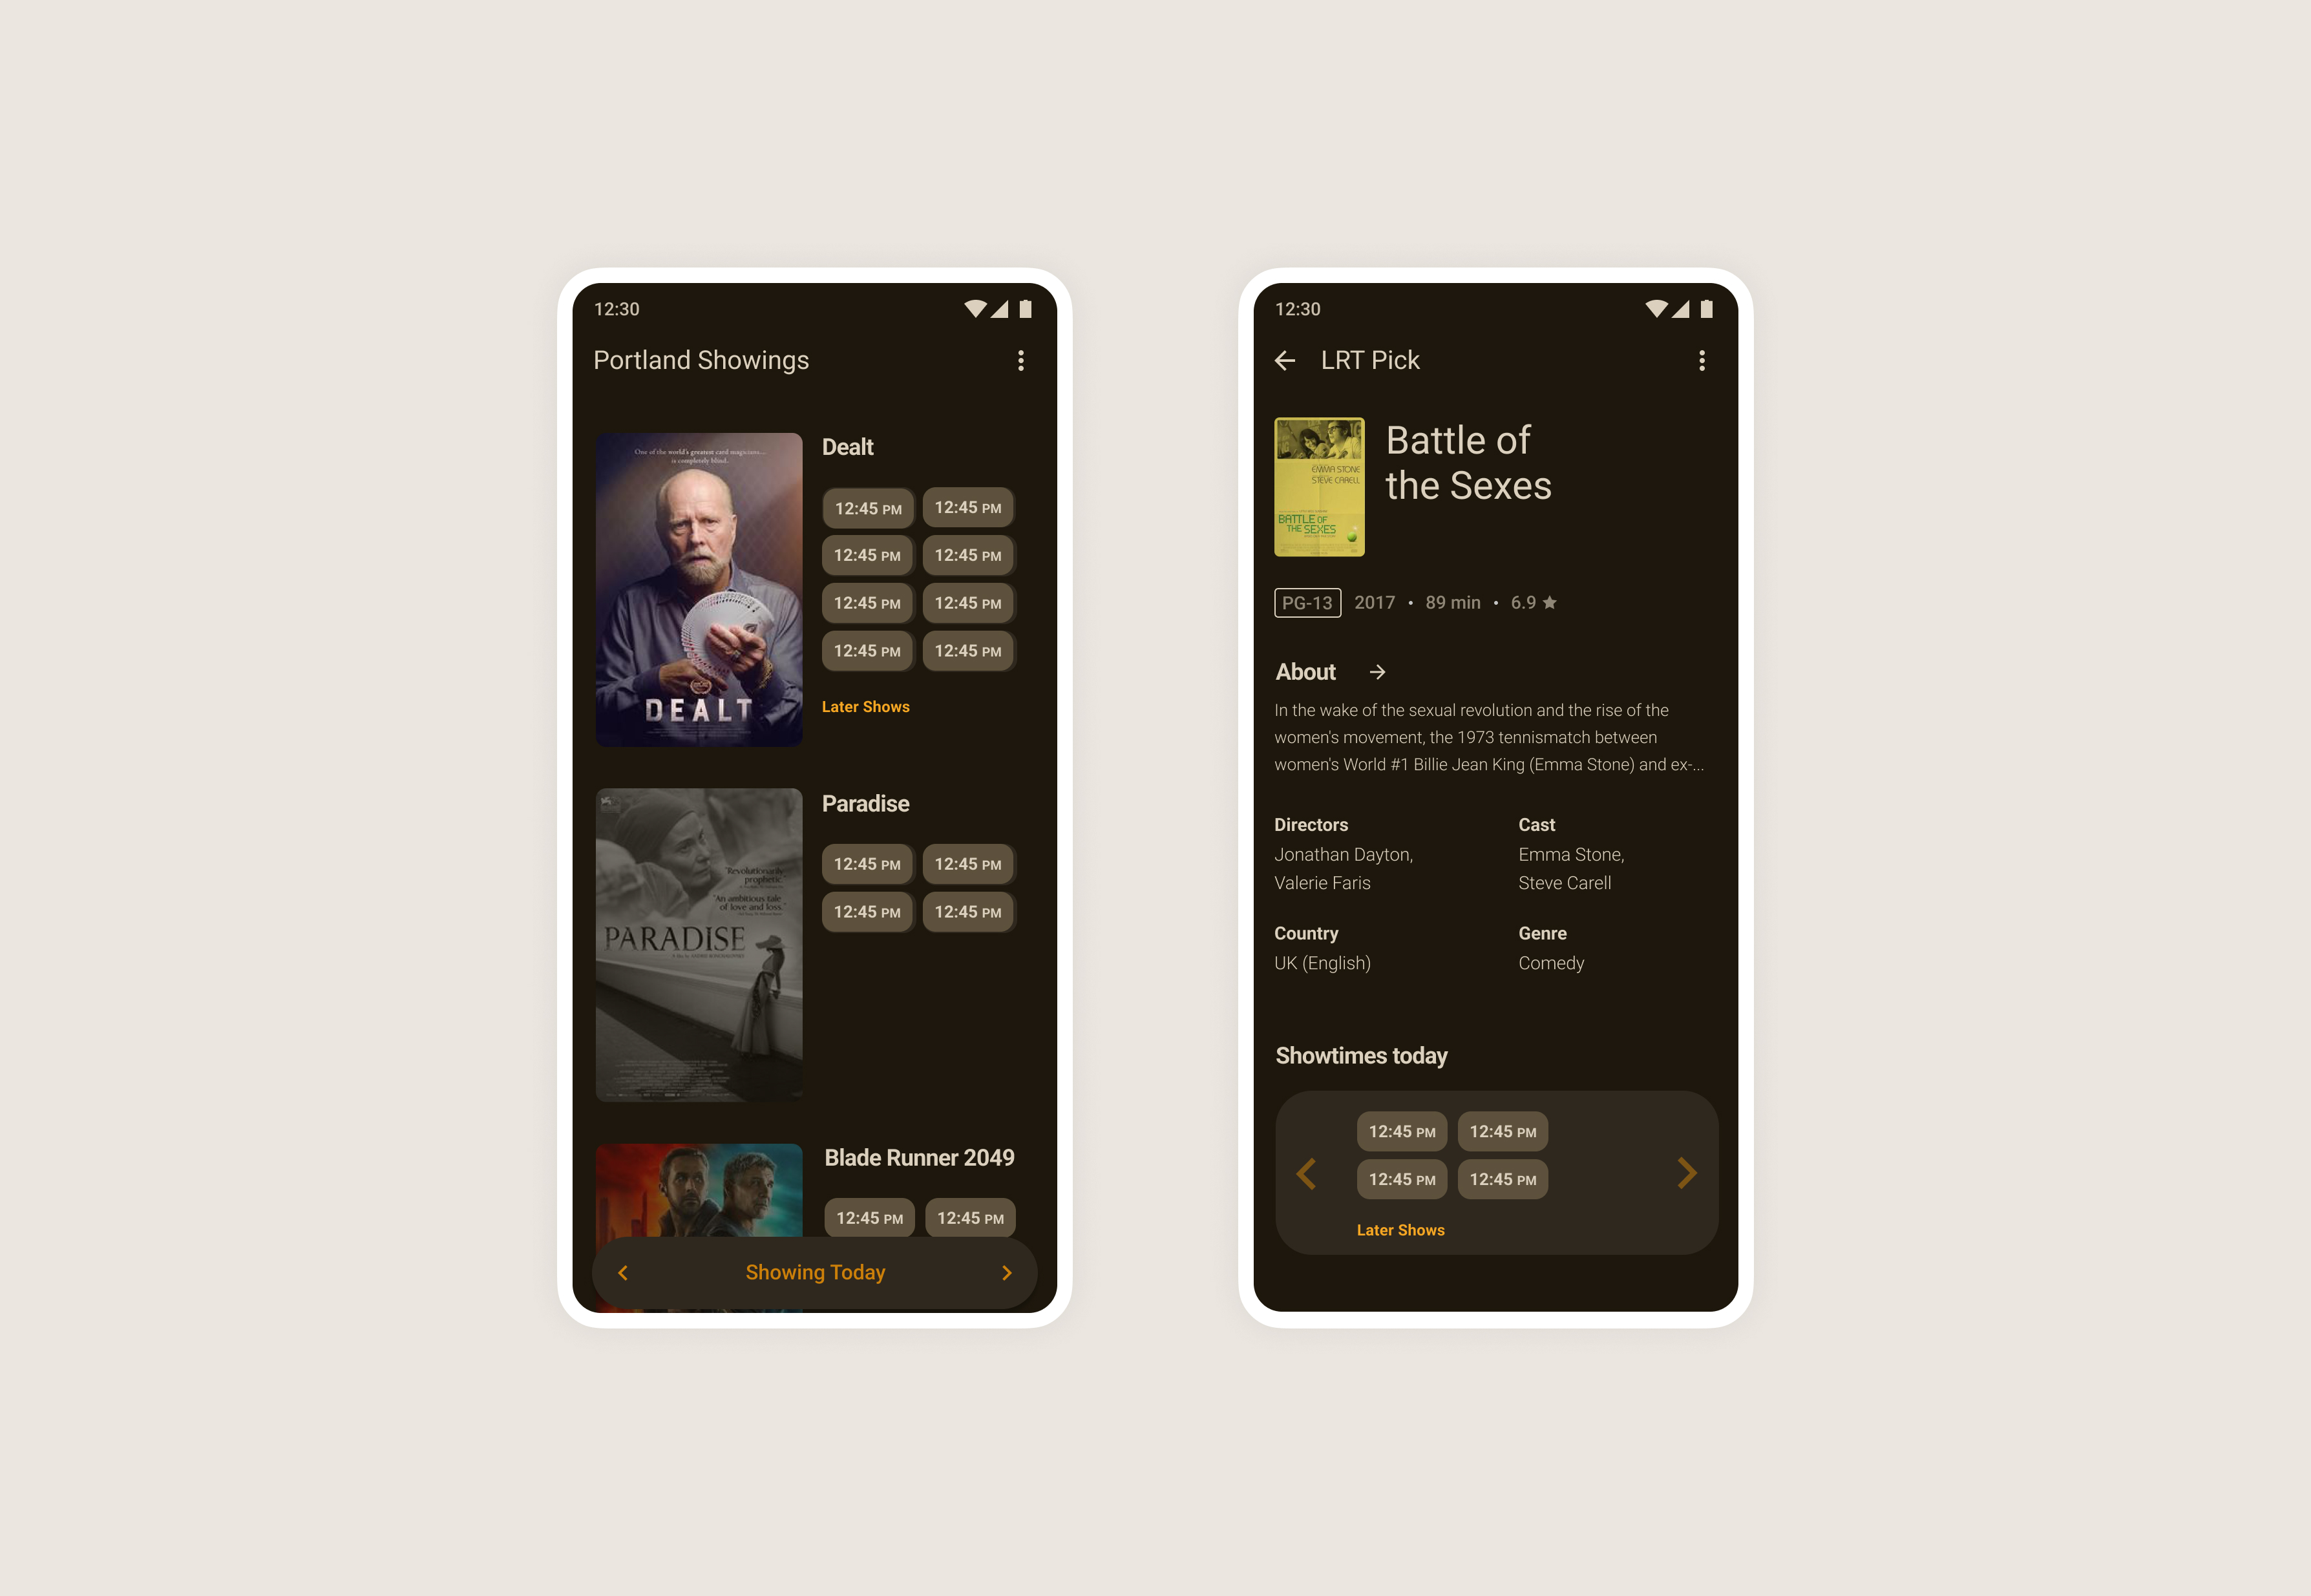 12:30
Portland Showings
One of the world's greatest card magicians...
is completely blind.
DEALT
Dealt
12:45 PM 12:45 PM
12:45 PM 12:45 PM
12:45 PM 12:45 PM
12:45 PM 12:45 PM
Later Shows
"Revolutionarily
prophetic."
"An ambitious tale
of love and loss."
PARADISE
Paradise
12:45 PM 12:45 PM
12:45 PM 12:45 PM
Blade Runner 2049
12:45 PM 12:45 PM
Showing Today
12:30
LRT Pick
EMMA STONE
STEVE CARELL
BATTLE OF
THE SEXES
Battle of
the Sexes
PG-13 2017 • 89 min • 6.9 ★
About →
In the wake of the sexual revolution and the rise of the
women's movement, the 1973 tennismatch between
women's World #1 Billie Jean King (Emma Stone) and ex-...
Directors
Jonathan Dayton,
Valerie Faris
Cast
Emma Stone,
Steve Carell
Country
UK (English)
Genre
Comedy
Showtimes today
12:45 PM 12:45 PM
12:45 PM 12:45 PM
Later Shows